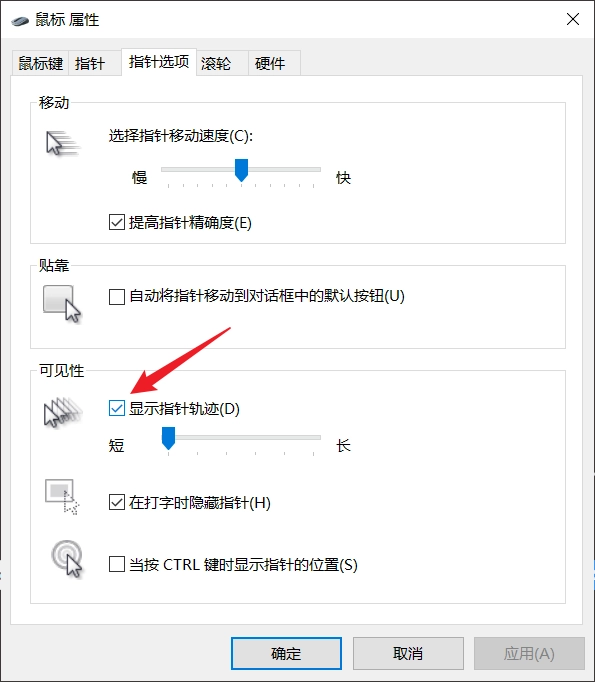 鼠标 属性
鼠标键 指针 指针选项 滚轮 硬件
移动
选择指针移动速度(C):
慢 快
提高指针精确度(E)
贴靠
自动将指针移动到对话框中的默认按钮(U)
可见性
显示指针轨迹(D)
短 长
在打字时隐藏指针(H)
当按 CTRL 键时显示指针的位置(S)
确定 取消 应用(A)